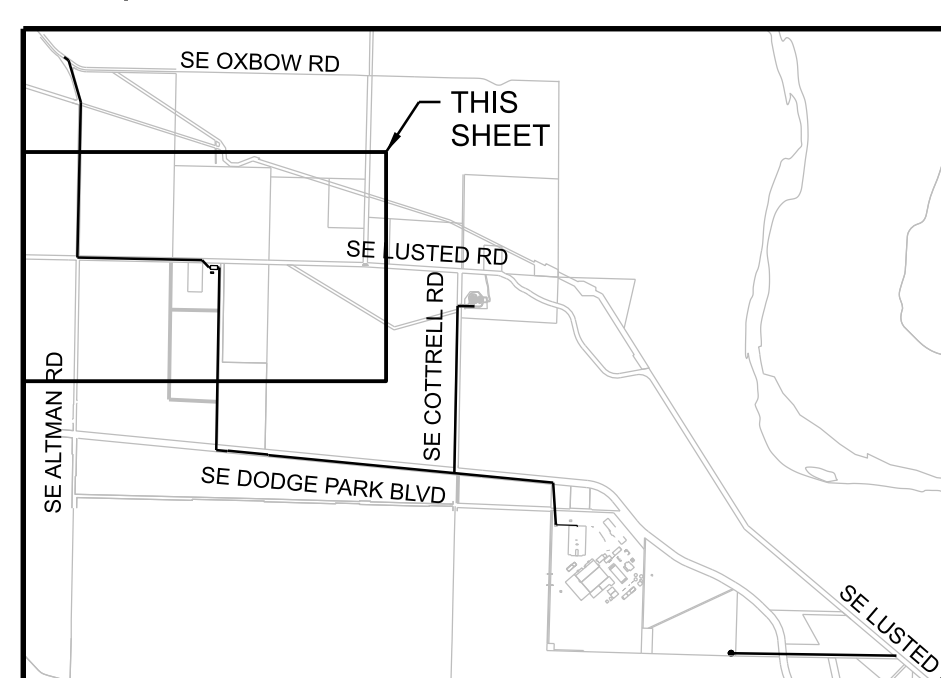 SE OXBOW RD
THIS
SHEET
SE LUSTED RD
SE COTTRELL RD
SE ALTMAN RD
SE DODGE PARK BLVD
SE LUSTED